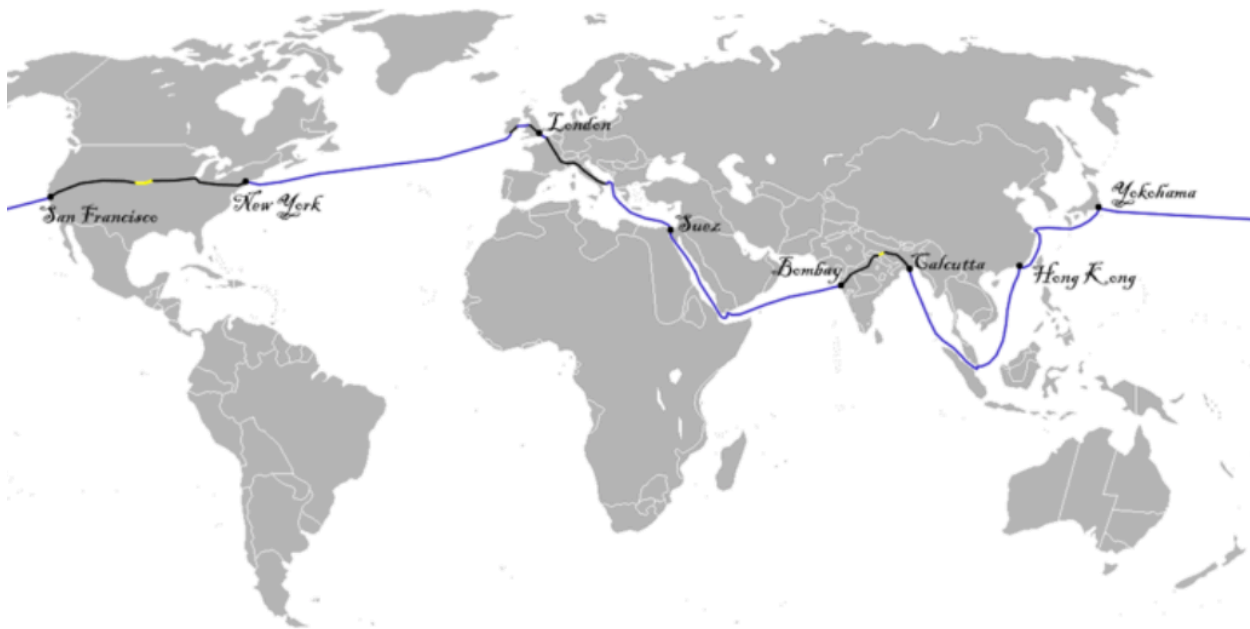 London
San Francisco
New York
Suez
Bombay
Calcutta
Hong Kong
Yokohama